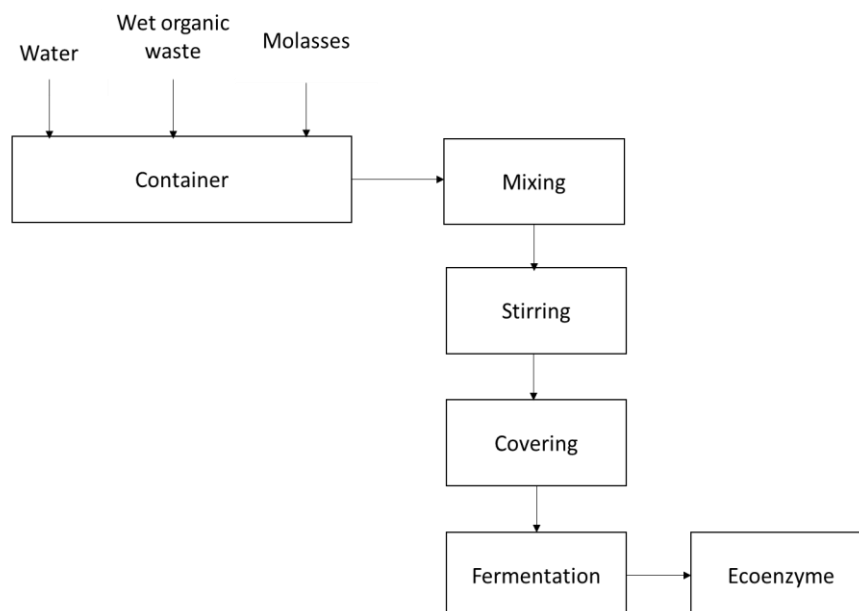 Water
Wet organic
waste
Molasses
Container
Mixing
Stirring
Covering
Fermentation
Ecoenzyme